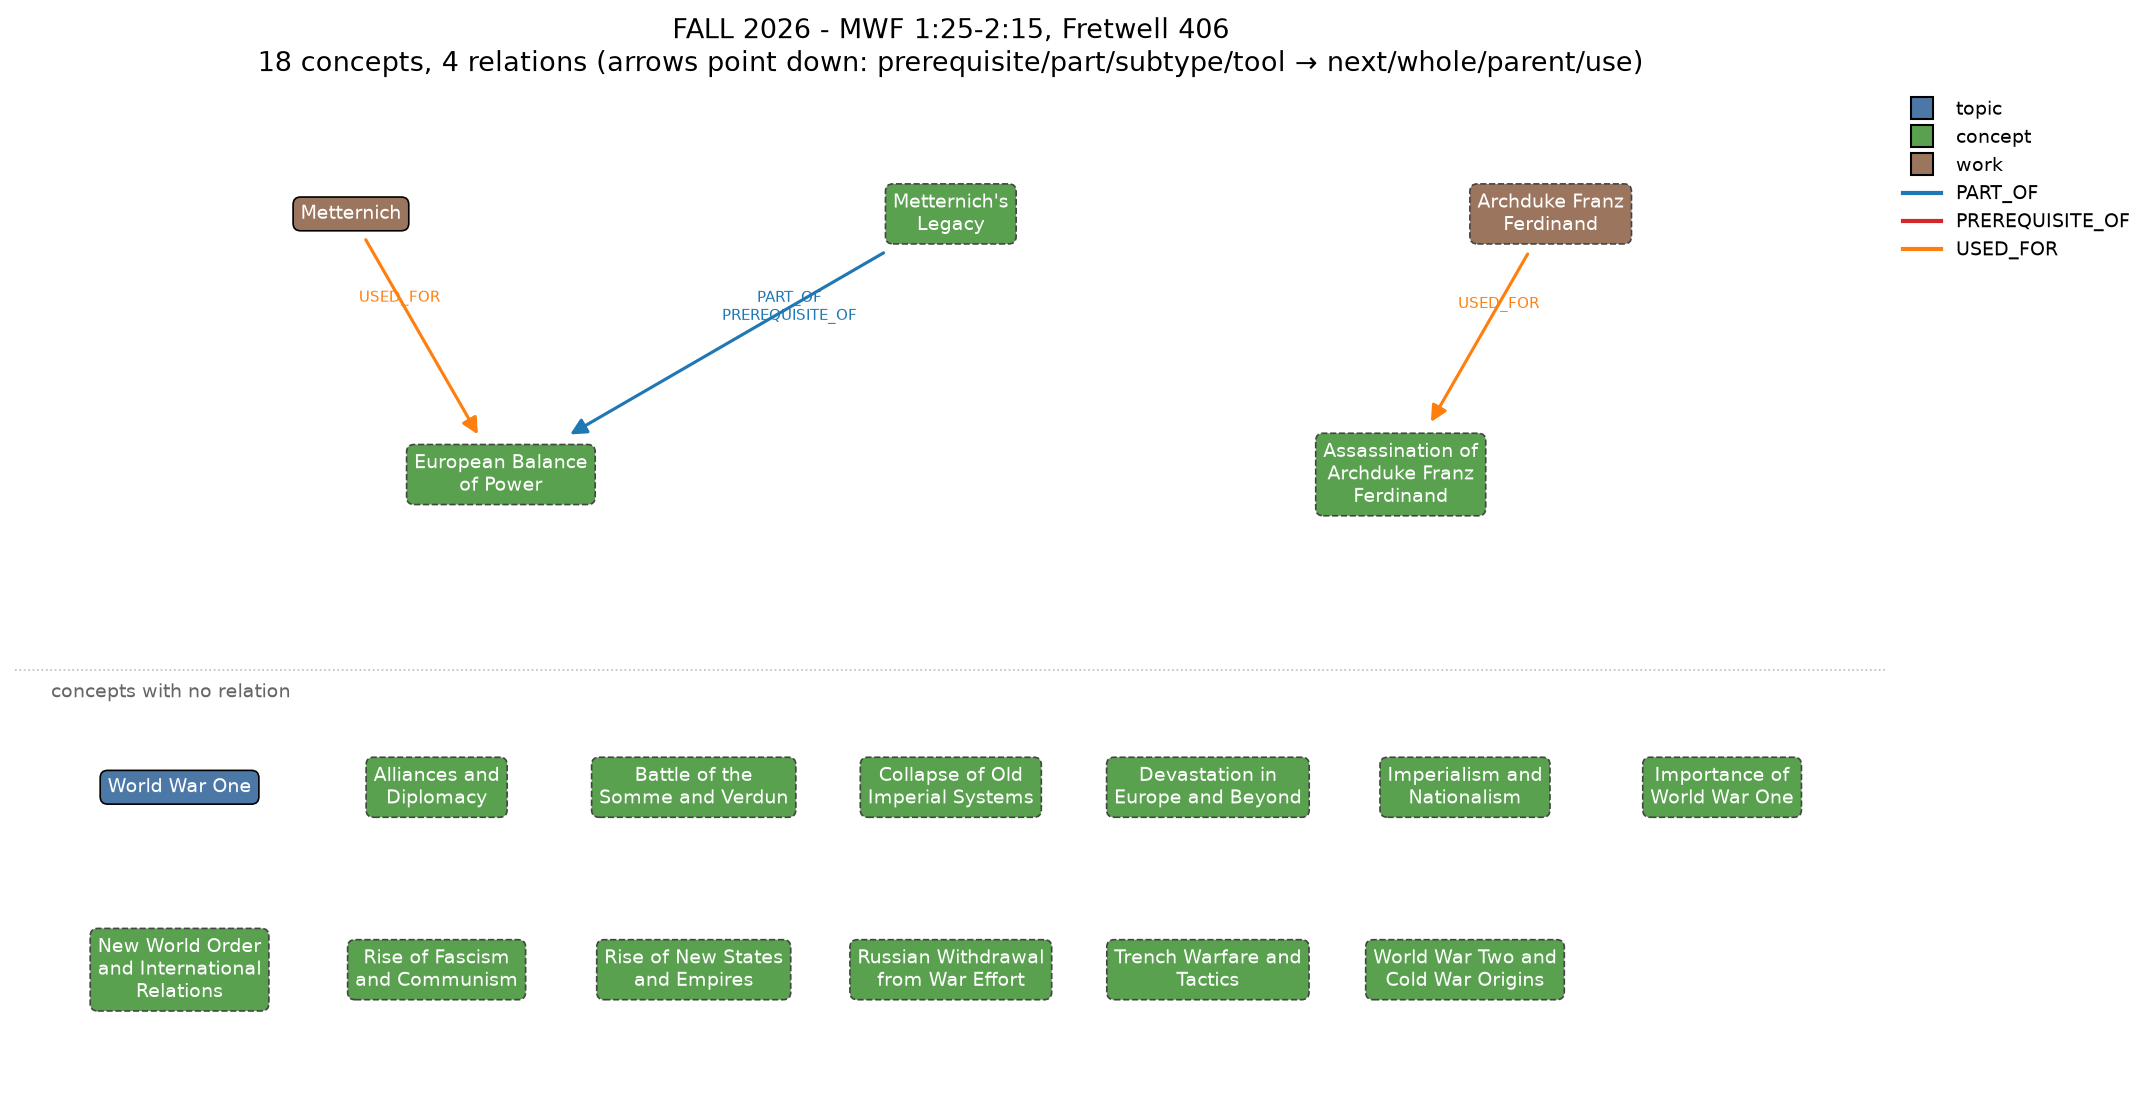 FALL 2026 - MWF 1:25-2:15, Fretwell 406
18 concepts, 4 relations (arrows point down: prerequisite/part/subtype/tool → next/whole/parent/use)
topic
concept
work
PART_OF
PREREQUISITE_OF
USED_FOR
Metternich
Metternich's
Legacy
Archduke Franz
Ferdinand
USED_FOR
PART_OF
PREREQUISITE_OF
USED_FOR
European Balance
of Power
Assassination of
Archduke Franz
Ferdinand
concepts with no relation
World War One
Alliances and
Diplomacy
Battle of the
Somme and Verdun
Collapse of Old
Imperial Systems
Devastation in
Europe and Beyond
Imperialism and
Nationalism
Importance of
World War One
New World Order
and International
Relations
Rise of Fascism
and Communism
Rise of New States
and Empires
Russian Withdrawal
from War Effort
Trench Warfare and
Tactics
World War Two and
Cold War Origins